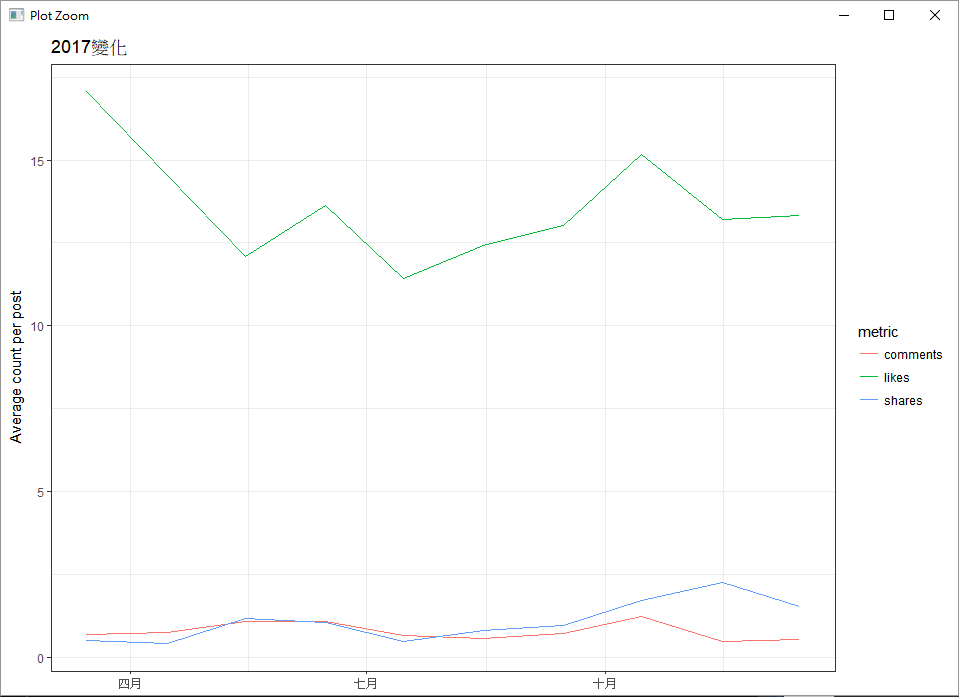 Plot Zoom
2017變化
Average count per post
15
10
5
0
四月
七月
十月
metric
comments
likes
shares